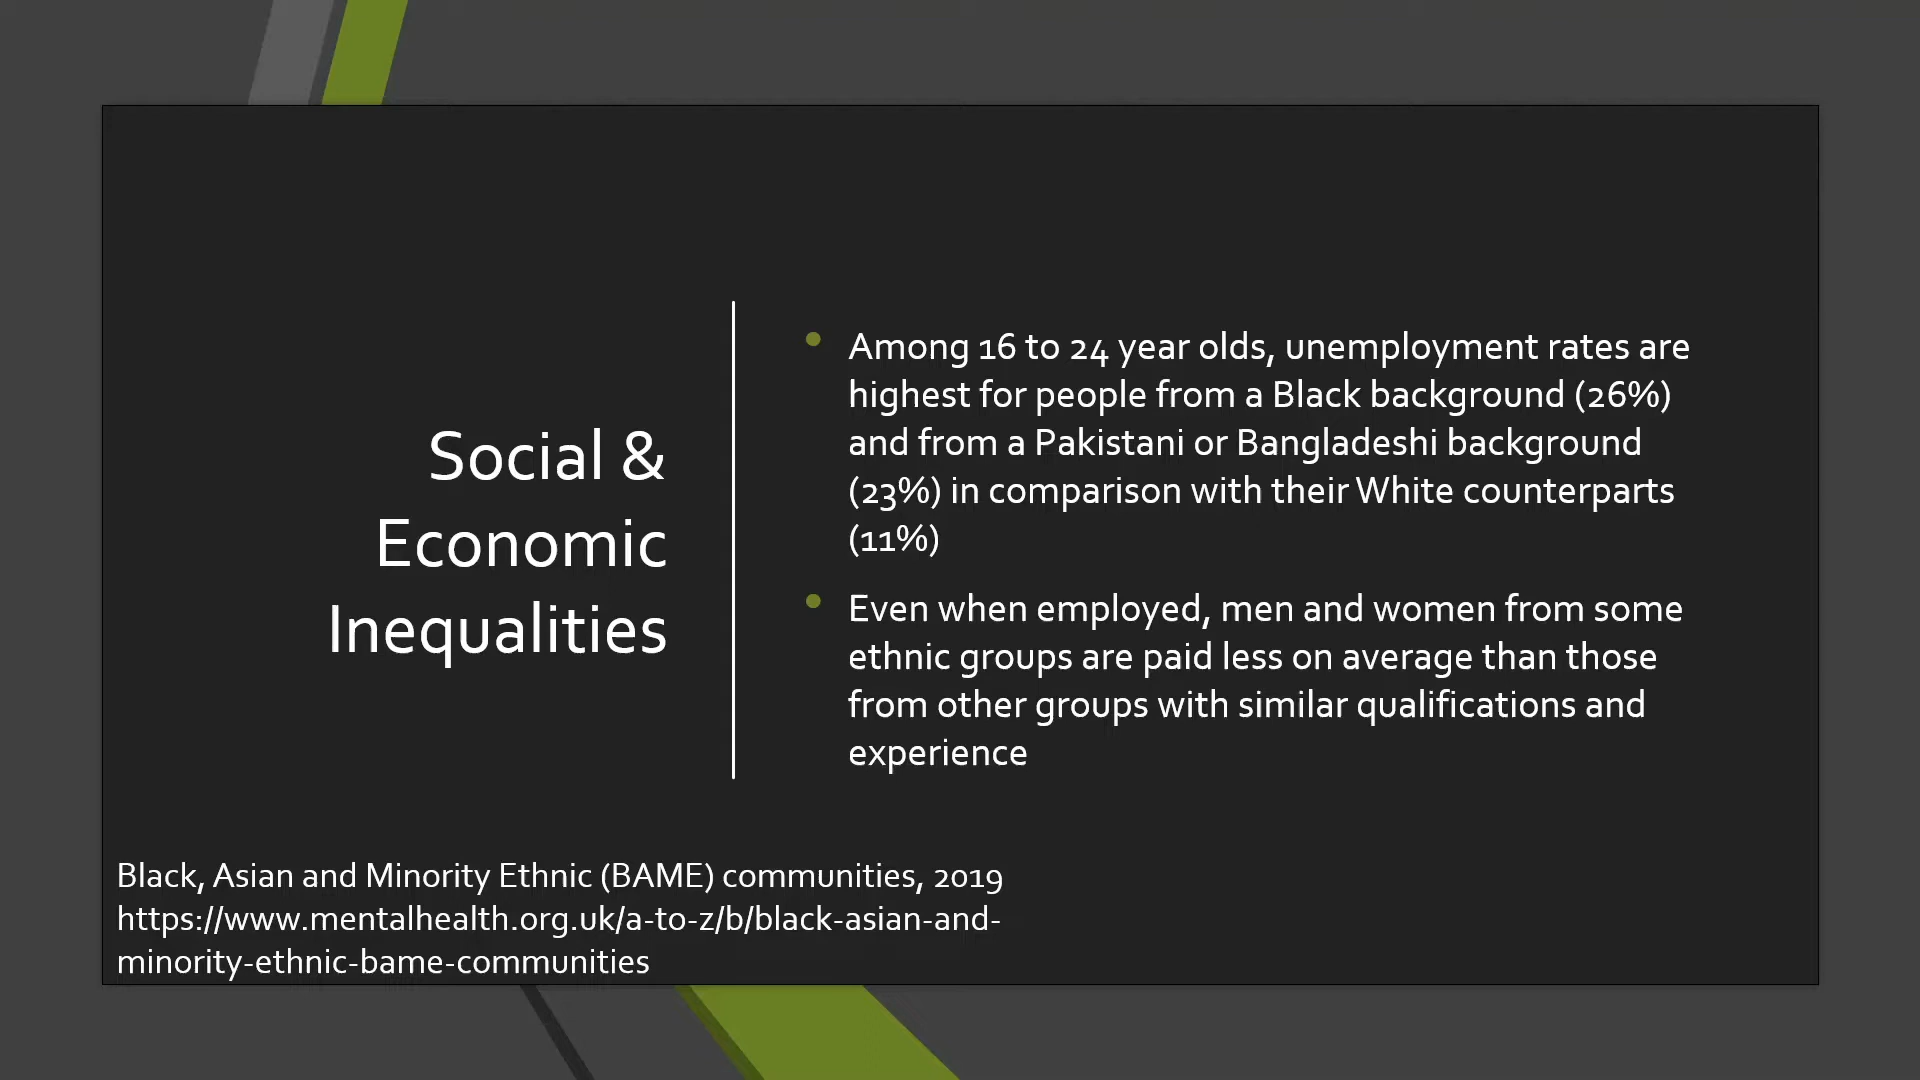 Social &
Economic
Inequalities
Among 16 to 24 year olds, unemployment rates are
highest for people from a Black background (26%)
and from a Pakistani or Bangladeshi background
(23%) in comparison with their White counterparts
(11%)
Even when employed, men and women from some
ethnic groups are paid less on average than those
from other groups with similar qualifications and
experience
Black, Asian and Minority Ethnic (BAME) communities, 2019
https://www.mentalhealth.org.uk/a-to-z/b/black-asian-and-
minority-ethnic-bame-communities